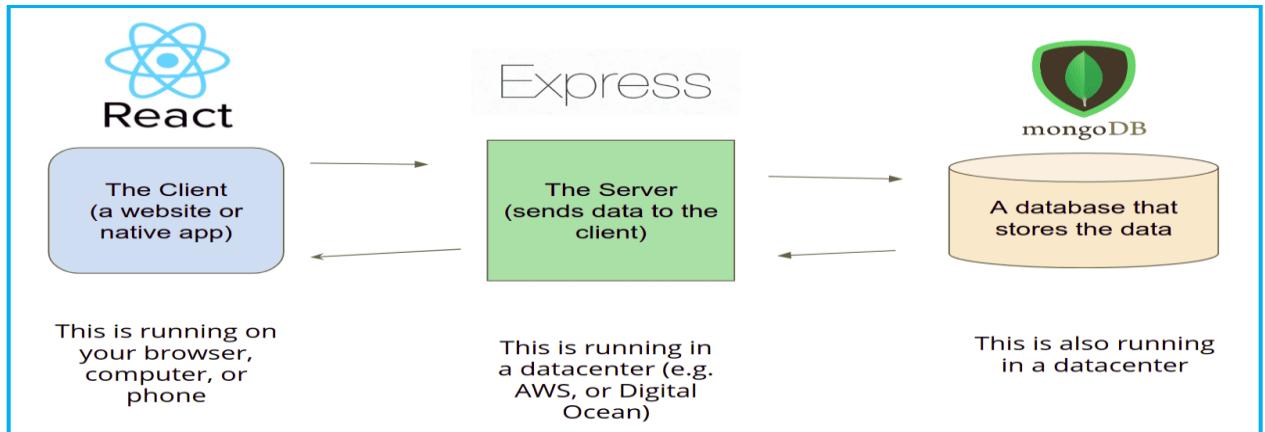 React
Express
mongoDB
The Client
(a website or
native app)
The Server
(sends data to the
client)
A database that
stores the data
This is running on
your browser,
computer, or
phone
This is running in
a datacenter (e.g.
AWS, or Digital
Ocean)
This is also running
in a datacenter